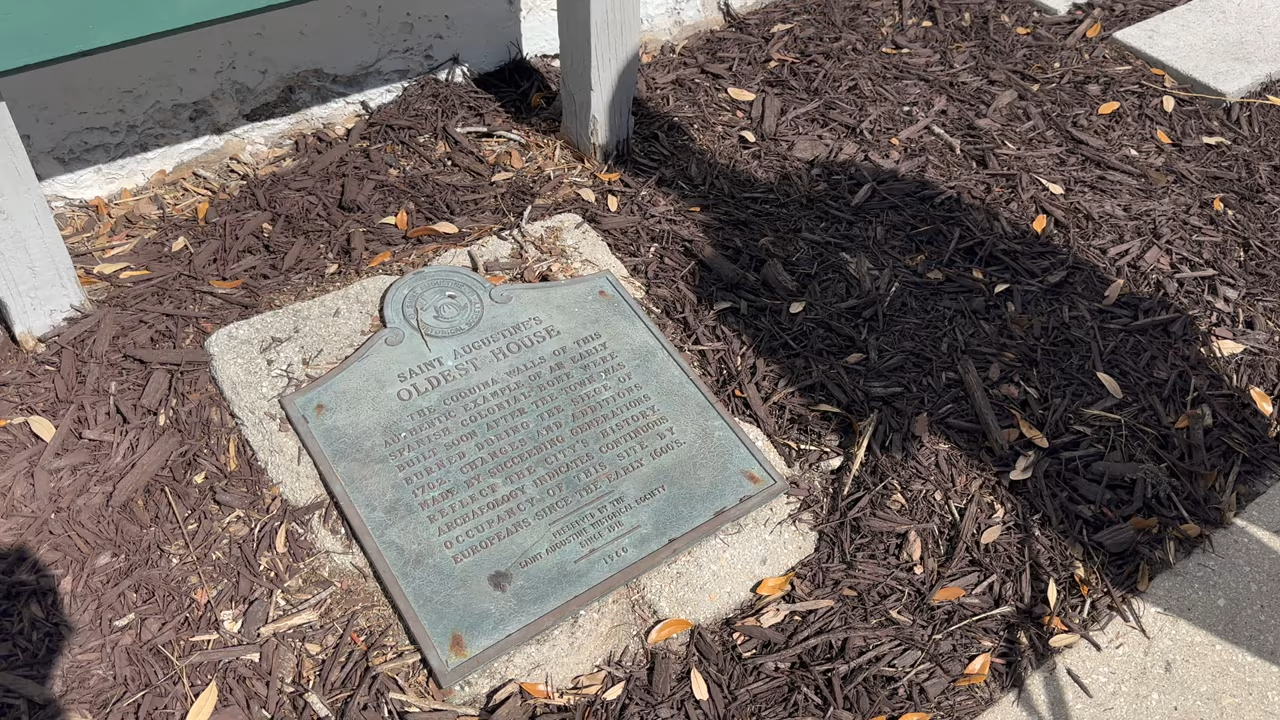 SAINT AUGUSTINE'S
OLDEST HOUSE
THE COQUINA WALLS OF THIS
AUTHENTIC EXAMPLE OF AN EARLY
SPANISH COLONIAL HOME WERE
BUILT SOON AFTER THE TOWN WAS
BURNED DURING THE SIEGE OF
1702. CHANGES AND ADDITIONS
MADE BY SUCCEEDING GENERATIONS
REFLECT THE CITY'S HISTORY.
ARCHAEOLOGY INDICATES CONTINUOUS
OCCUPANCY OF THIS SITE BY
EUROPEANS SINCE THE EARLY 1600'S.
PRESERVED BY THE
SAINT AUGUSTINE HISTORICAL SOCIETY
SINCE 1918
1960